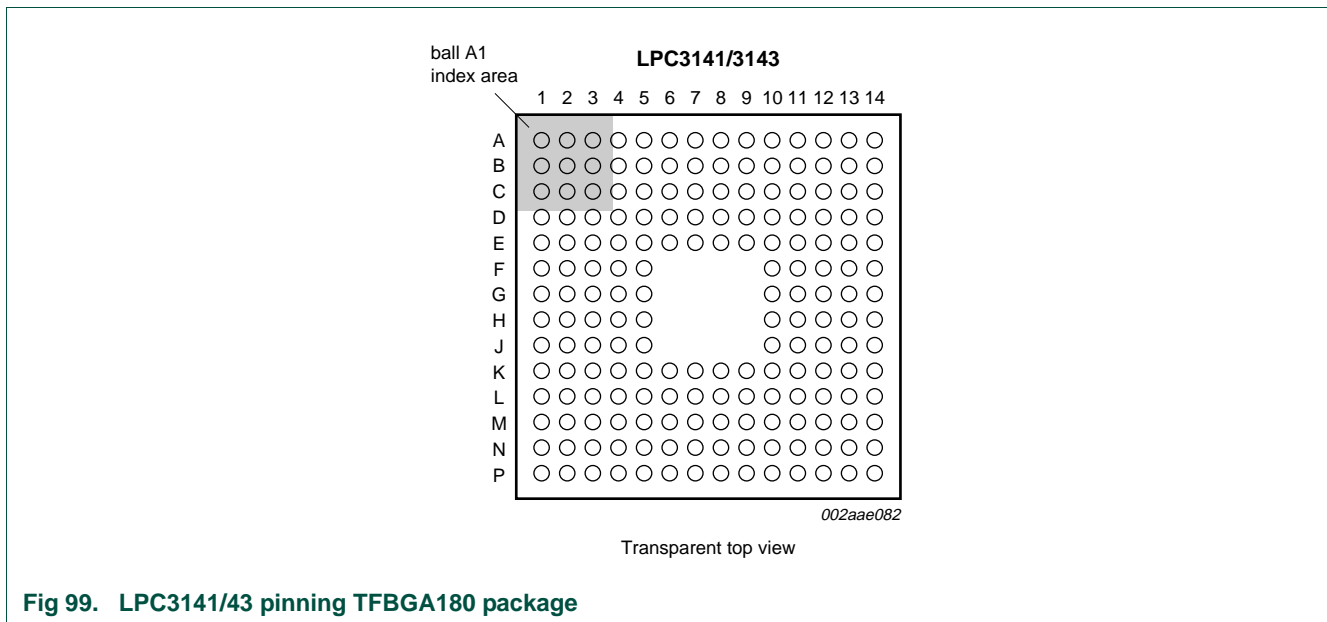 ball A1
index area
LPC3141/3143
1 2 3 4 5 6 7 8 9 10 11 12 13 14
A
B
C
D
E
F
G
H
J
K
L
M
N
P
002aae082
Transparent top view
Fig 99. LPC3141/43 pinning TFBGA180 package